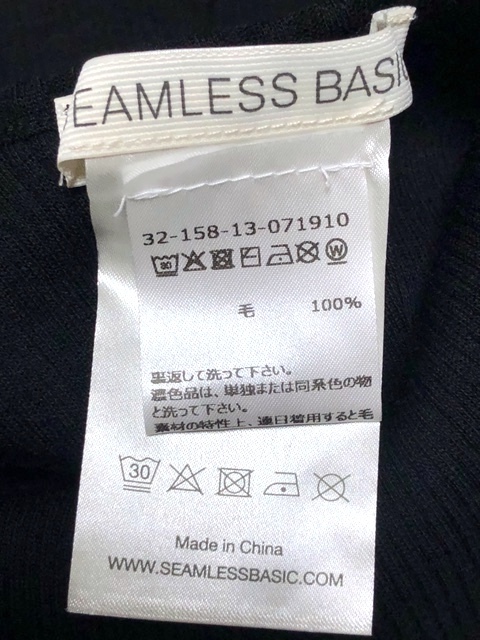 SEAMLESS BASIC
32-158-13-071910
毛 100%
裏返して洗って下さい。
濃色品は、単独または同系色の物
と洗って下さい。
素材の特性上、連日着用すると毛
30
Made in China
WWW.SEAMLESSBASIC.COM